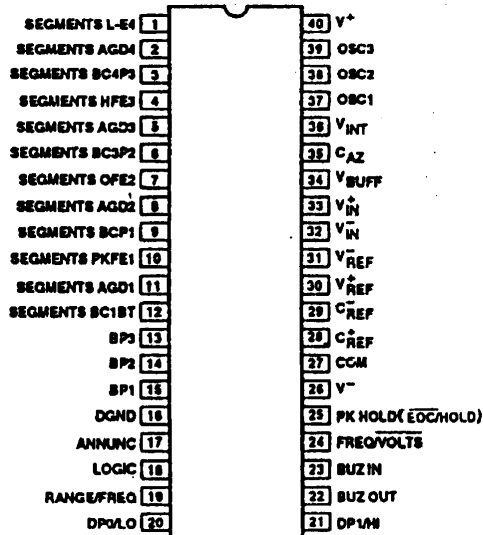 SEGMENTS L-E4 1 40 V+
SEGMENTS AGD4 2 39 OSC3
SEGMENTS BC4P3 3 38 OSC2
SEGMENTS HFE3 4 37 OSC1
SEGMENTS AGD3 5 36 VINT
SEGMENTS BC3P2 6 35 CAZ
SEGMENTS OFE2 7 34 VBUFF
SEGMENTS AGD2 8 33 V+IN
SEGMENTS BCP1 9 32 V-IN
SEGMENTS PKFE1 10 31 V-REF
SEGMENTS AGD1 11 30 V+REF
SEGMENTS BC1BT 12 29 C-REF
BP3 13 28 C+REF
BP2 14 27 COM
BP1 15 26 V-
DGND 16 25 PK HOLD( EOC/HOLD)
ANNUNC 17 24 FREQ/VOLTS
LOGIC 18 23 BUZ IN
RANGE/FREQ 19 22 BUZ OUT
DP0/LO 20 21 DP1/HI